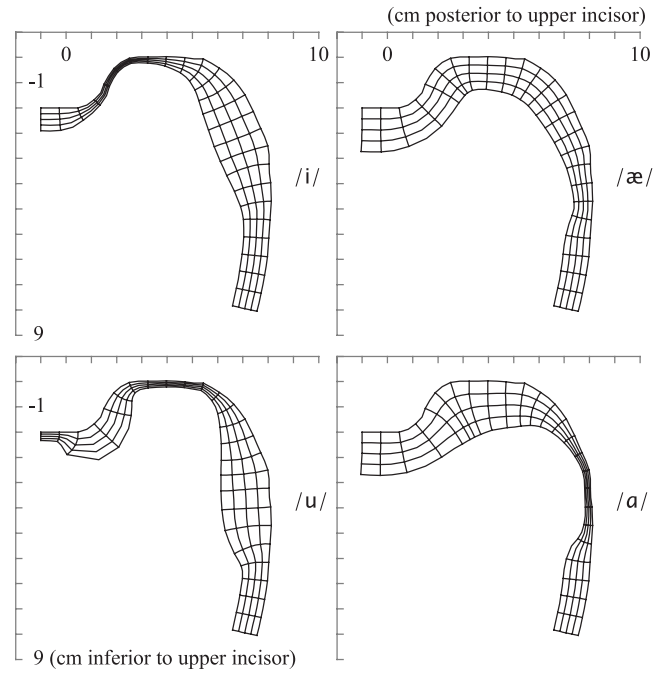 (cm posterior to upper incisor)
0 10 0 10
-1
/i/ /æ/
9
-1
/u/ /ɑ/
9 (cm inferior to upper incisor)